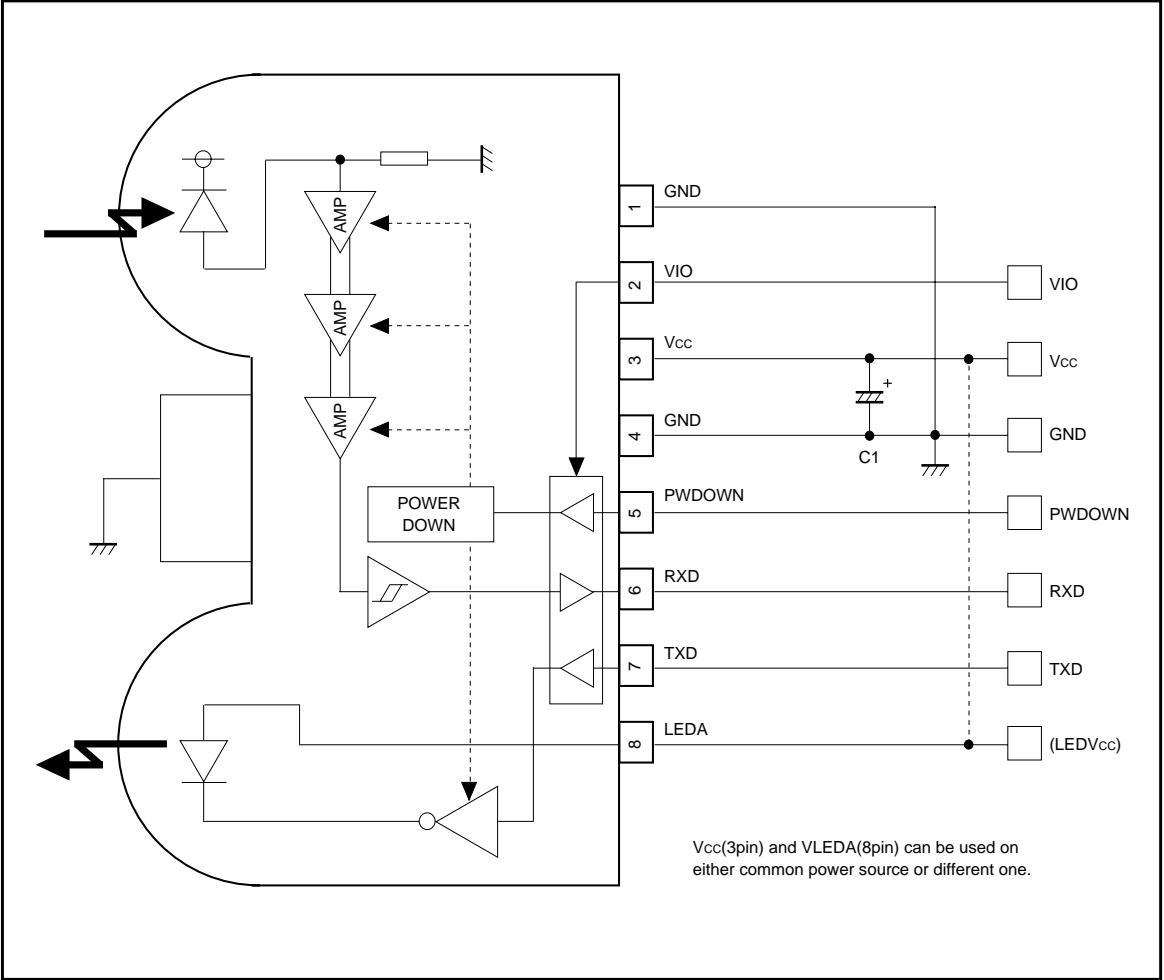 AMP
AMP
AMP
POWER
DOWN
1
GND
2
VIO
VIO
3
Vcc
Vcc
+
4
GND
GND
C1
5
PWDOWN
PWDOWN
6
RXD
RXD
7
TXD
TXD
8
LEDA
(LEDVcc)
Vcc(3pin) and VLEDA(8pin) can be used on
either common power source or different one.